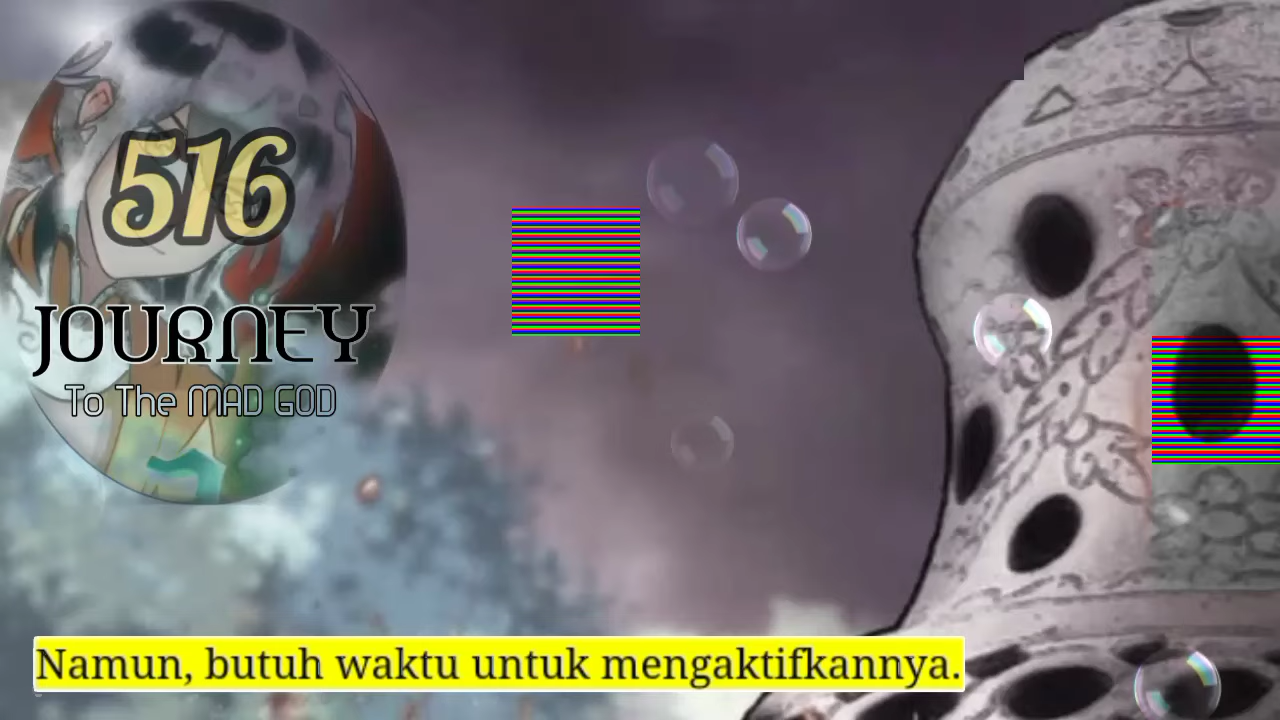 516
JOURNEY
To The MAD GOD
Namun, butuh waktu untuk mengaktifkannya.